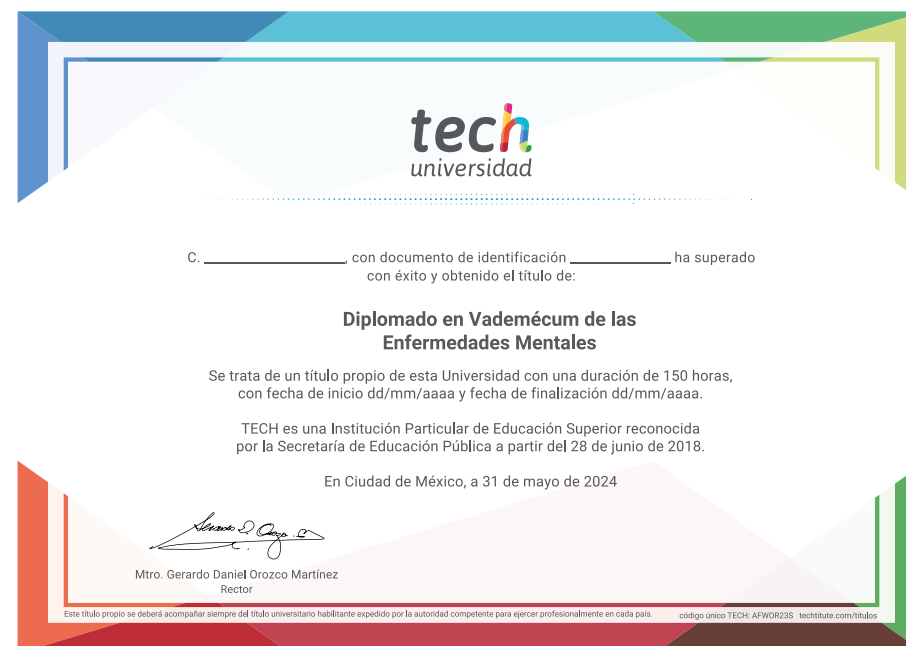 tech
universidad
C. ____________, con documento de identificación __________ ha superado
con éxito y obtenido el título de:
Diplomado en Vademécum de las
Enfermedades Mentales
Se trata de un título propio de esta Universidad con una duración de 150 horas,
con fecha de inicio dd/mm/aaaa y fecha de finalización dd/mm/aaaa.
TECH es una Institución Particular de Educación Superior reconocida
por la Secretaría de Educación Pública a partir del 28 de junio de 2018.
En Ciudad de México, a 31 de mayo de 2024
Mtro. Gerardo Daniel Orozco Martínez
Rector
Este título propio se deberá acompañar siempre del título universitario habilitante expedido por la autoridad competente para ejercer profesionalmente en cada país. código único TECH: AFWOR23S techtitute.com/títulos